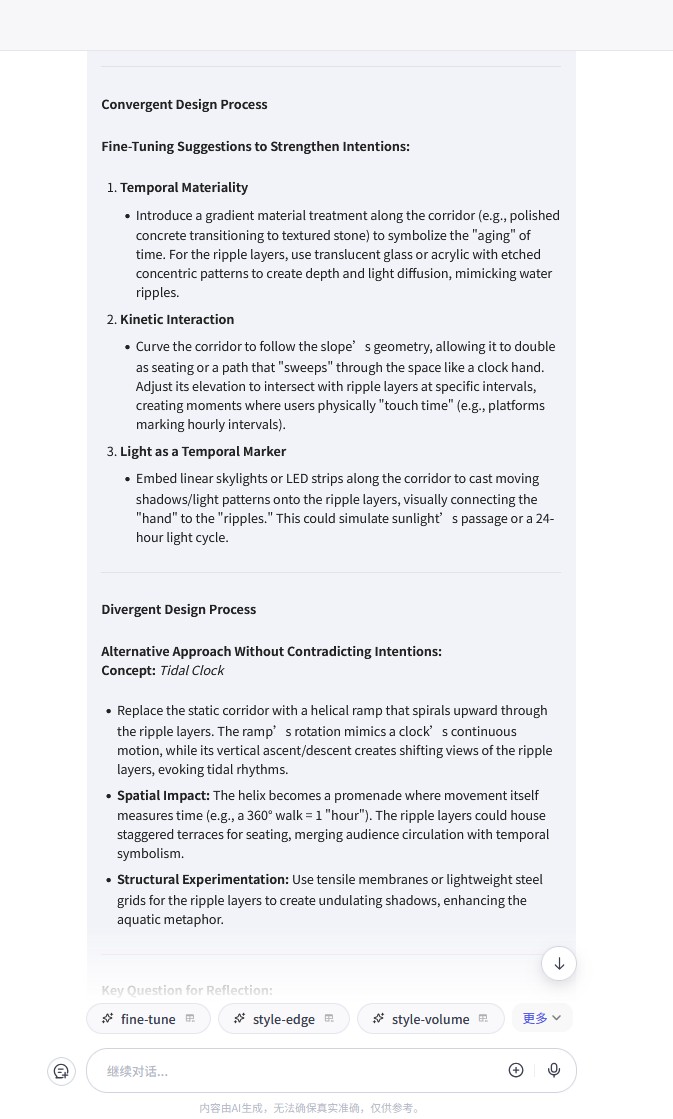 Convergent Design Process
Fine-Tuning Suggestions to Strengthen Intentions:
1. Temporal Materiality
• Introduce a gradient material treatment along the corridor (e.g., polished
concrete transitioning to textured stone) to symbolize the "aging" of
time. For the ripple layers, use translucent glass or acrylic with etched
concentric patterns to create depth and light diffusion, mimicking water
ripples.
2. Kinetic Interaction
• Curve the corridor to follow the slope’s geometry, allowing it to double
as seating or a path that "sweeps" through the space like a clock hand.
Adjust its elevation to intersect with ripple layers at specific intervals,
creating moments where users physically "touch time" (e.g., platforms
marking hourly intervals).
3. Light as a Temporal Marker
• Embed linear skylights or LED strips along the corridor to cast moving
shadows/light patterns onto the ripple layers, visually connecting the
"hand" to the "ripples." This could simulate sunlight’s passage or a 24-
hour light cycle.
Divergent Design Process
Alternative Approach Without Contradicting Intentions:
Concept: Tidal Clock
• Replace the static corridor with a helical ramp that spirals upward through
the ripple layers. The ramp’s rotation mimics a clock’s continuous
motion, while its vertical ascent/descent creates shifting views of the ripple
layers, evoking tidal rhythms.
• Spatial Impact: The helix becomes a promenade where movement itself
measures time (e.g., a 360° walk = 1 "hour"). The ripple layers could house
staggered terraces for seating, merging audience circulation with temporal
symbolism.
• Structural Experimentation: Use tensile membranes or lightweight steel
grids for the ripple layers to create undulating shadows, enhancing the
aquatic metaphor.
Key Question for Reflection:
fine-tune style-edge style-volume 更多
继续对话...
内容由AI生成，无法确保真实准确，仅供参考。